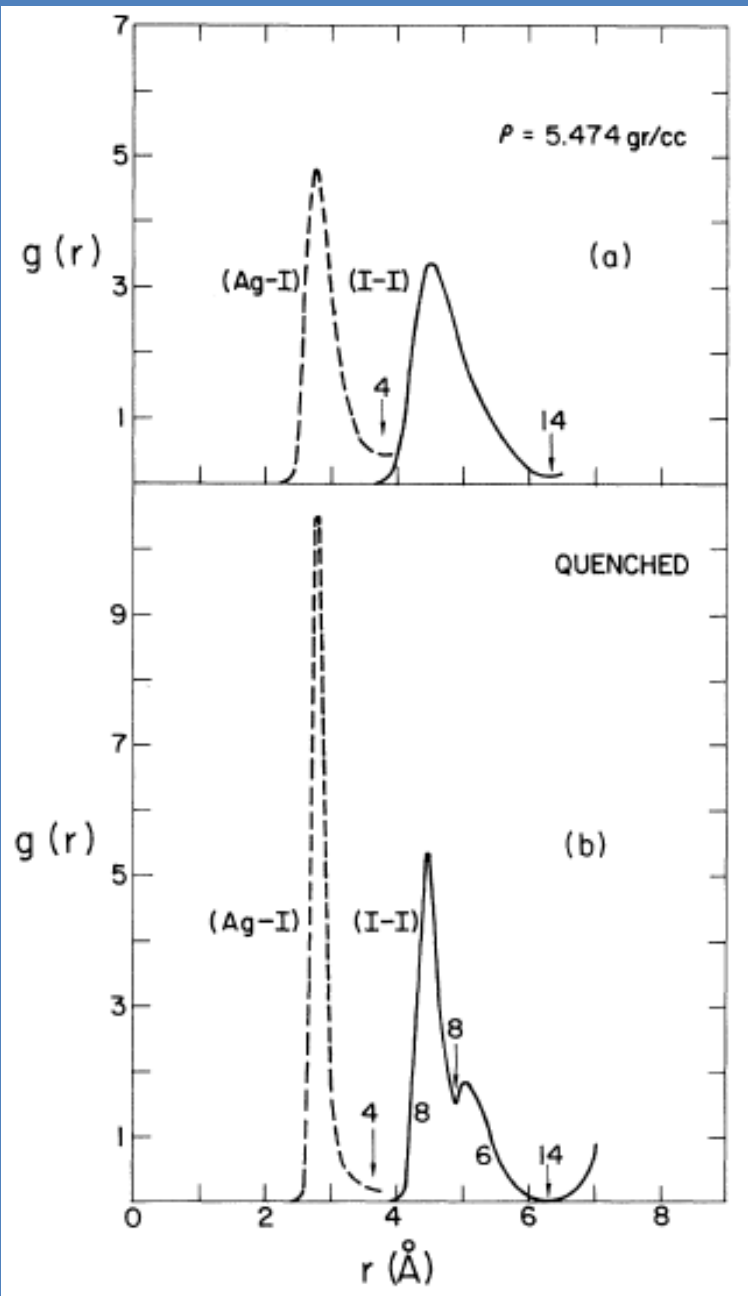 7
ρ = 5.474 gr/cc
5
g (r)
(a)
(Ag-I) (I-I)
3
4
14
1
QUENCHED
9
7
g (r)
(b)
5
(Ag-I) (I-I)
3
8
4
8
6
14
1
0 2 4 6 8
r (Å)